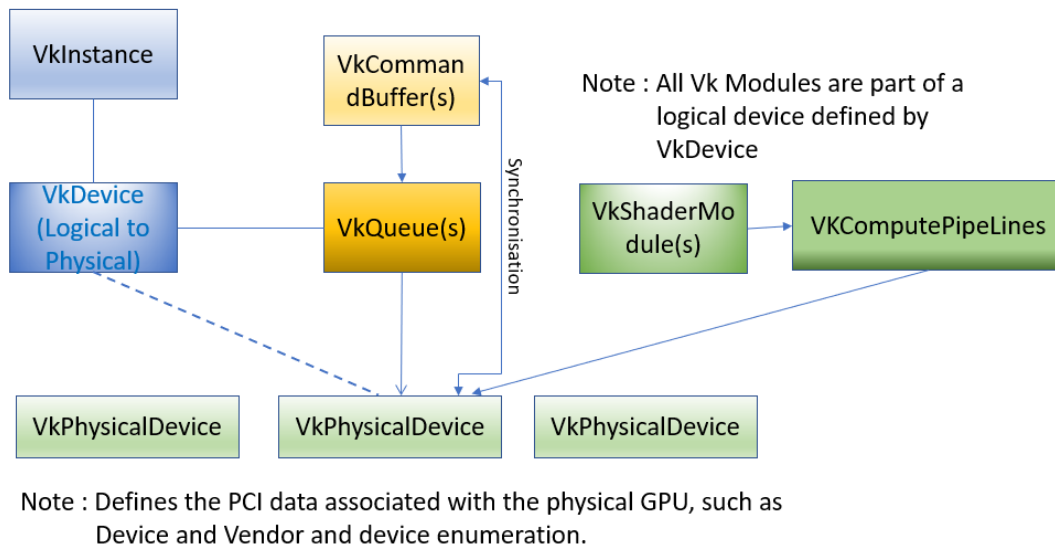 VkInstance
VkComman
dBuffer(s)
Note : All Vk Modules are part of a
logical device defined by
VkDevice
Synchronisation
VkDevice
(Logical to
Physical)
VkQueue(s)
VkShaderMo
dule(s)
VKComputePipeLines
VkPhysicalDevice
VkPhysicalDevice
VkPhysicalDevice
Note : Defines the PCI data associated with the physical GPU, such as
Device and Vendor and device enumeration.